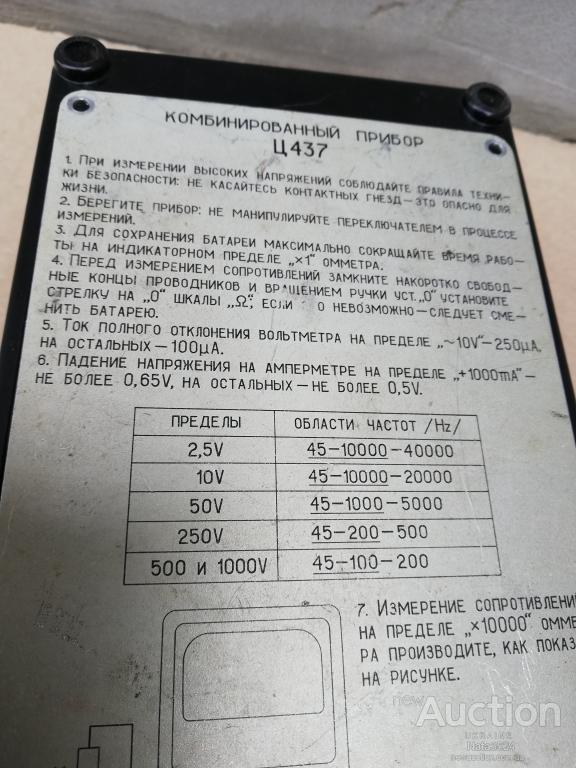 КОМБИНИРОВАННЫЙ ПРИБОР
Ц437
1. ПРИ ИЗМЕРЕНИИ ВЫСОКИХ НАПРЯЖЕНИЙ СОБЛЮДАЙТЕ ПРАВИЛА ТЕХНИ-
КИ БЕЗОПАСНОСТИ: НЕ КАСАЙТЕСЬ КОНТАКТНЫХ ГНЕЗД-ЭТО ОПАСНО ДЛЯ
ЖИЗНИ.
2. БЕРЕГИТЕ ПРИБОР: НЕ МАНИПУЛИРУЙТЕ ПЕРЕКЛЮЧАТЕЛЕМ В ПРОЦЕССЕ
ИЗМЕРЕНИЙ.
3. ДЛЯ СОХРАНЕНИЯ БАТАРЕИ МАКСИМАЛЬНО СОКРАЩАЙТЕ ВРЕМЯ РАБО-
ТЫ НА ИНДИКАТОРНОМ ПРЕДЕЛЕ „×1“ ОММЕТРА.
4. ПЕРЕД ИЗМЕРЕНИЕМ СОПРОТИВЛЕНИЙ ЗАМКНИТЕ НАКОРОТКО СВОБОД-
НЫЕ КОНЦЫ ПРОВОДНИКОВ И ВРАЩЕНИЕМ РУЧКИ УСТ.„0“ УСТАНОВИТЕ
СТРЕЛКУ НА „0“ ШКАЛЫ „Ω“, ЕСЛИ О НЕВОЗМОЖНО-СЛЕДУЕТ СМЕ-
НИТЬ БАТАРЕЮ.
5. ТОК ПОЛНОГО ОТКЛОНЕНИЯ ВОЛЬТМЕТРА НА ПРЕДЕЛЕ „~10V“-250μA,
НА ОСТАЛЬНЫХ-100μA.
6. ПАДЕНИЕ НАПРЯЖЕНИЯ НА АМПЕРМЕТРЕ НА ПРЕДЕЛЕ „+1000mA“-
НЕ БОЛЕЕ 0,65V, НА ОСТАЛЬНЫХ-НЕ БОЛЕЕ 0,5V.
ПРЕДЕЛЫ ОБЛАСТИ ЧАСТОТ /Hz/
2,5V 45-10000-40000
10V 45-10000-20000
50V 45-1000-5000
250V 45-200-500
500 И 1000V 45-100-200
7. ИЗМЕРЕНИЕ СОПРОТИВЛЕНИЙ
НА ПРЕДЕЛЕ „×10000“ ОММЕ
РА ПРОИЗВОДИТЕ, КАК ПОКАЗ
НА РИСУНКЕ.
new
Auction
UKRAINE
Hata3624